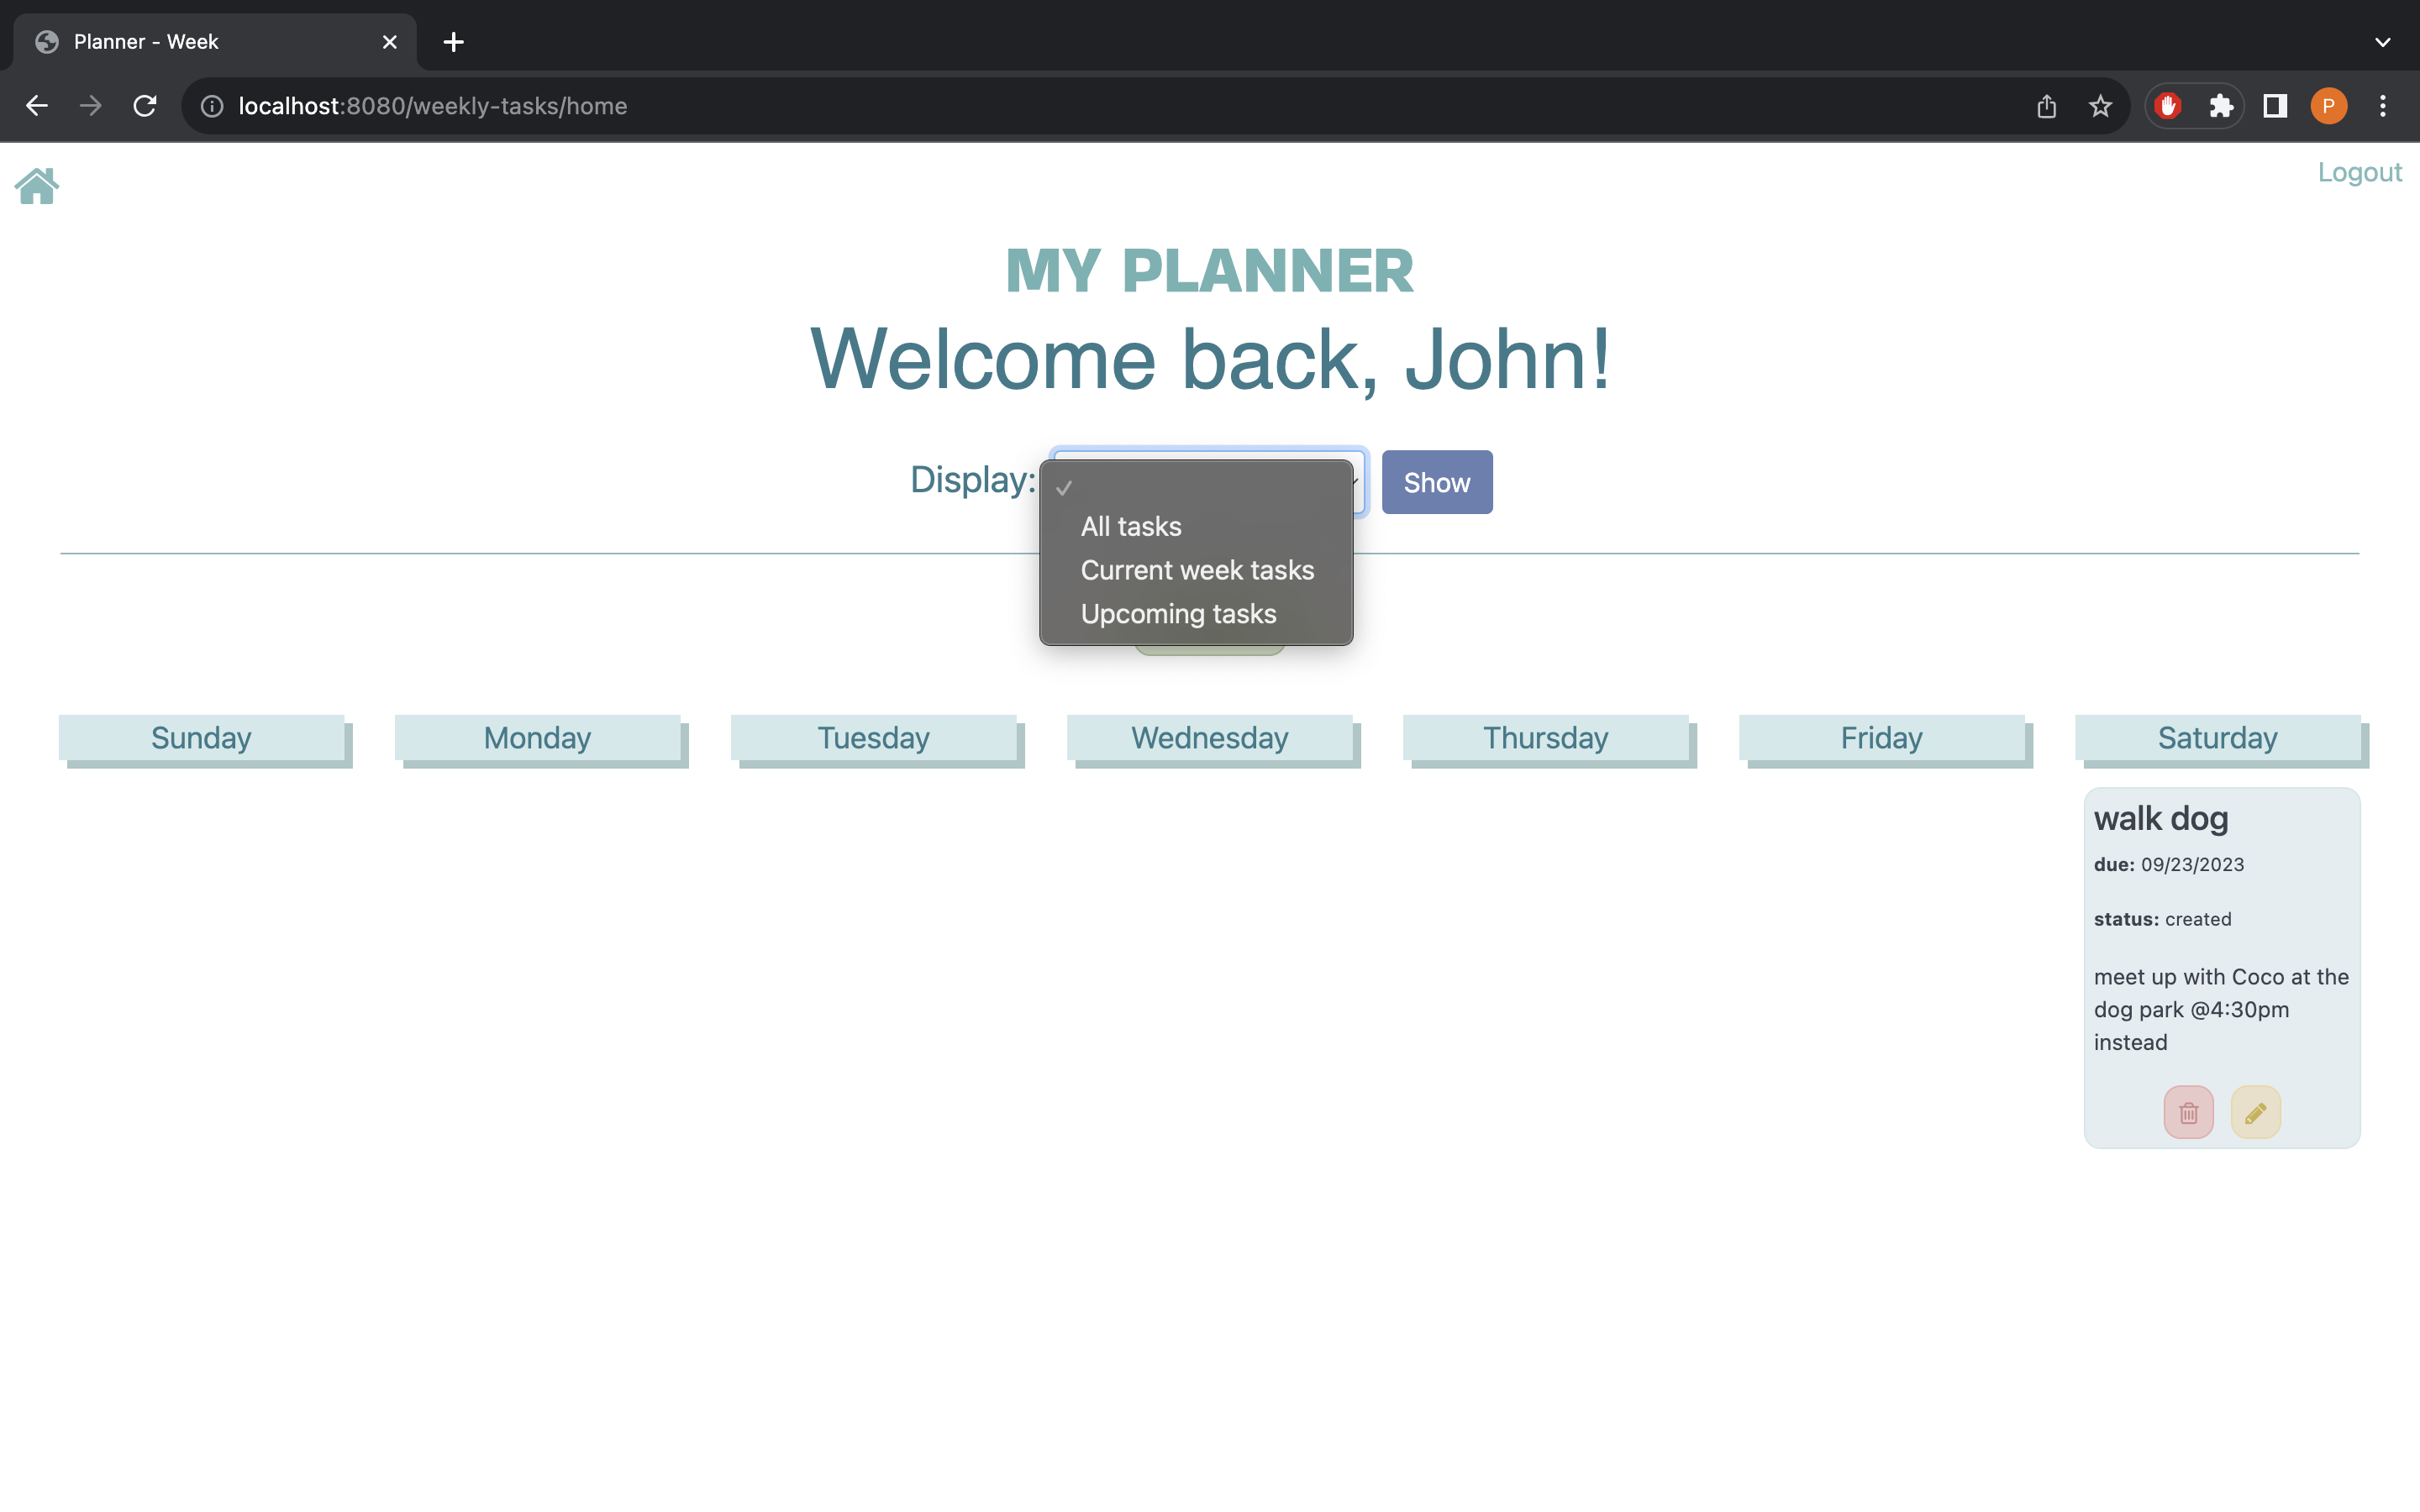 Planner - Week
localhost:8080/weekly-tasks/home
P
Logout
MY PLANNER
Welcome back, John!
Display:
Show
All tasks
Current week tasks
Upcoming tasks
Sunday Monday Tuesday Wednesday Thursday Friday Saturday
walk dog
due: 09/23/2023
status: created
meet up with Coco at the
dog park @4:30pm
instead